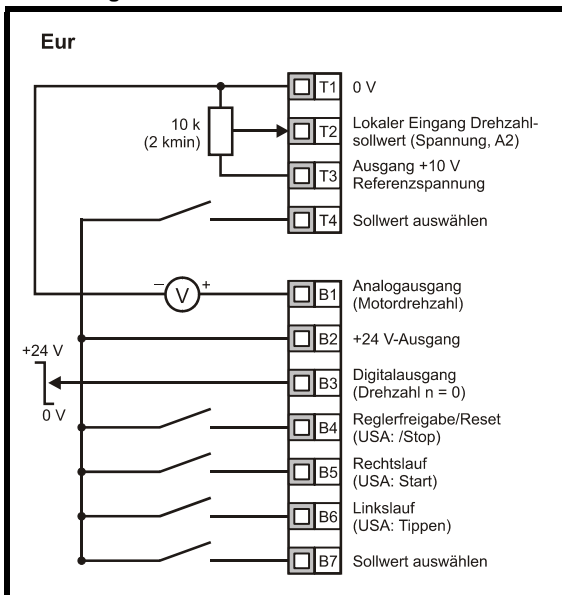 Eur
T1 0 V
10 k
(2 kmin)
T2 Lokaler Eingang Drehzahl-
sollwert (Spannung, A2)
T3 Ausgang +10 V
Referenzspannung
T4 Sollwert auswählen
– V +
B1 Analogausgang
(Motordrehzahl)
B2 +24 V-Ausgang
+24 V
0 V
B3 Digitalausgang
(Drehzahl n = 0)
B4 Reglerfreigabe/Reset
(USA: /Stop)
B5 Rechtslauf
(USA: Start)
B6 Linkslauf
(USA: Tippen)
B7 Sollwert auswählen